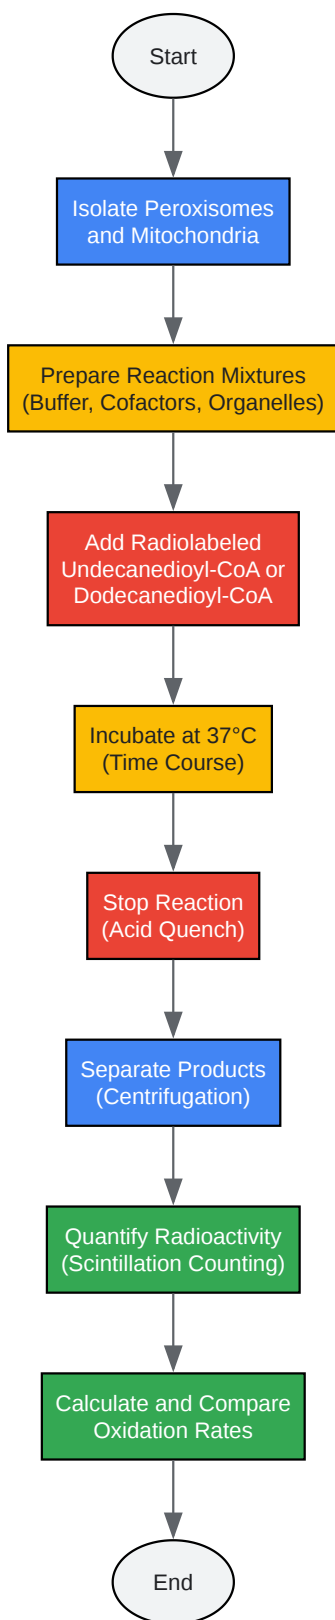 Start
Isolate Peroxisomes
and Mitochondria
Prepare Reaction Mixtures
(Buffer, Cofactors, Organelles)
Add Radiolabeled
Undecanedioyl-CoA or
Dodecanedioyl-CoA
Incubate at 37°C
(Time Course)
Stop Reaction
(Acid Quench)
Separate Products
(Centrifugation)
Quantify Radioactivity
(Scintillation Counting)
Calculate and Compare
Oxidation Rates
End